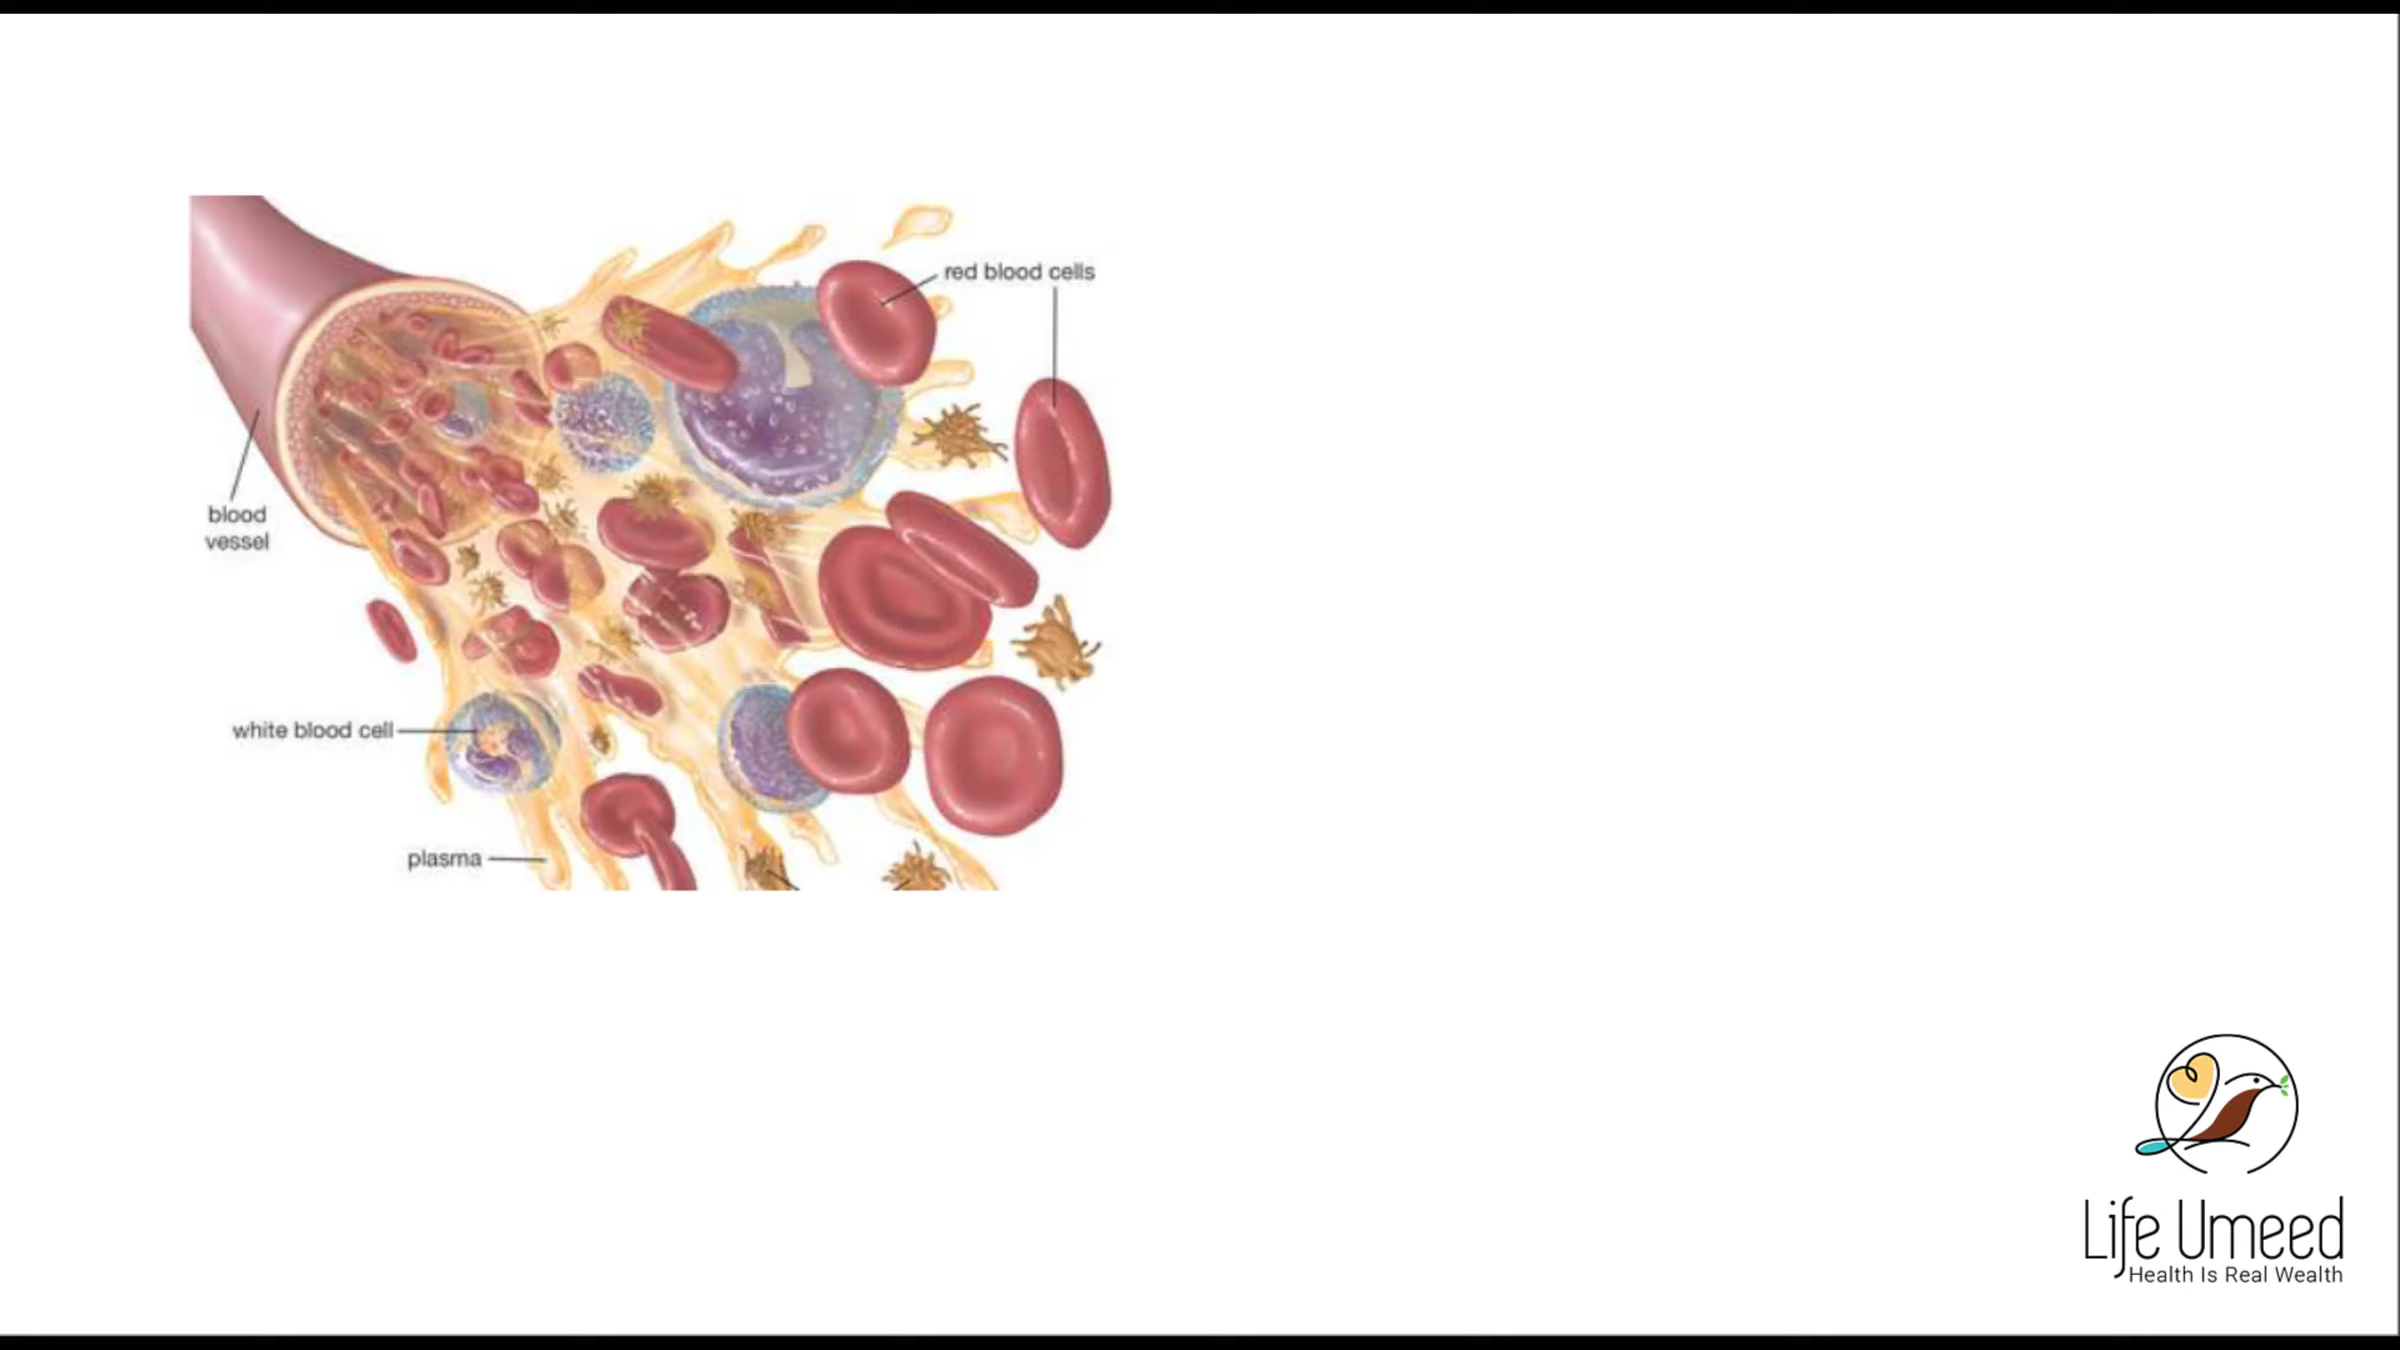 red blood cells
blood
vessel
white blood cell
plasma
Life Umeed
Health Is Real Wealth